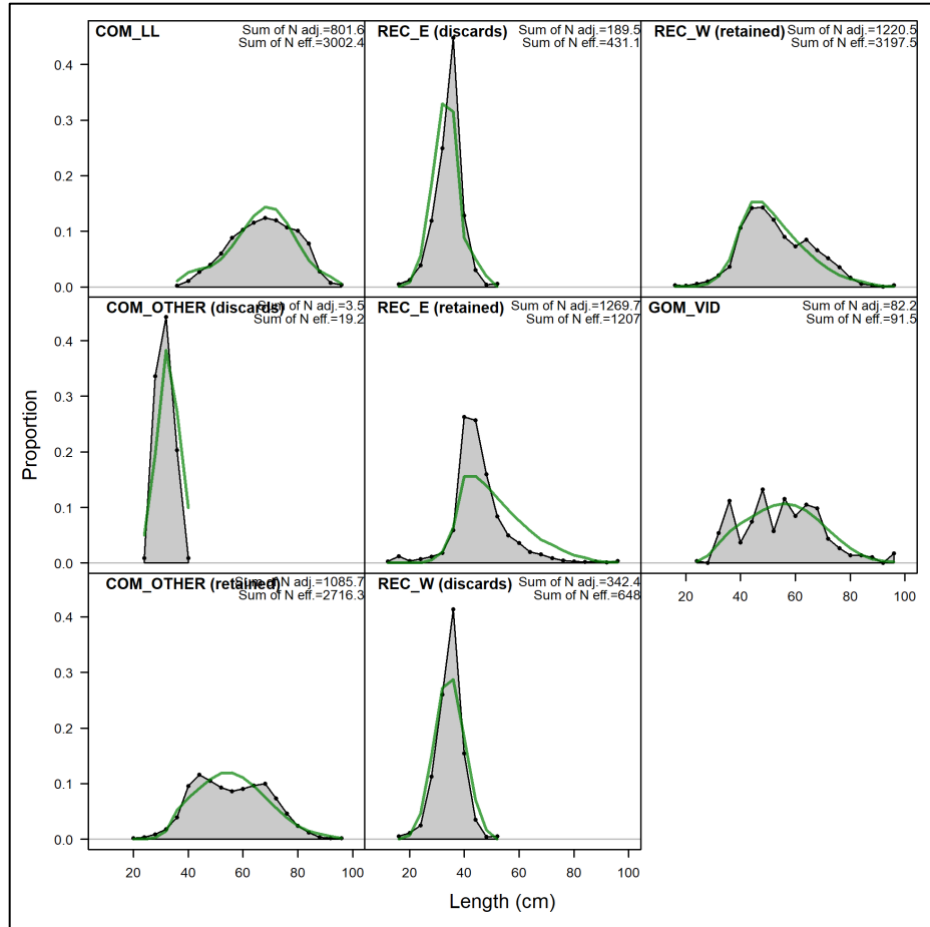 COM_LL
Sum of N adj.=801.6
Sum of N eff.=3002.4
REC_E (discards)
Sum of N adj.=189.5
Sum of N eff.=431.1
REC_W (retained)
Sum of N adj.=1220.5
Sum of N eff.=3197.5
0.4
0.3
0.2
0.1
0.0
COM_OTHER (discards)
Sum of N adj.=3.5
Sum of N eff.=19.2
REC_E (retained)
Sum of N adj.=1269.7
Sum of N eff.=1207
GOM_VID
Sum of N adj.=82.2
Sum of N eff.=91.5
0.4
0.3
0.2
0.1
0.0
Proportion
20 40 60 80 100
COM_OTHER (retained)
Sum of N adj.=1085.7
Sum of N eff.=2716.3
REC_W (discards)
Sum of N adj.=342.4
Sum of N eff.=648
0.4
0.3
0.2
0.1
0.0
20 40 60 80 100
20 40 60 80 100
Length (cm)